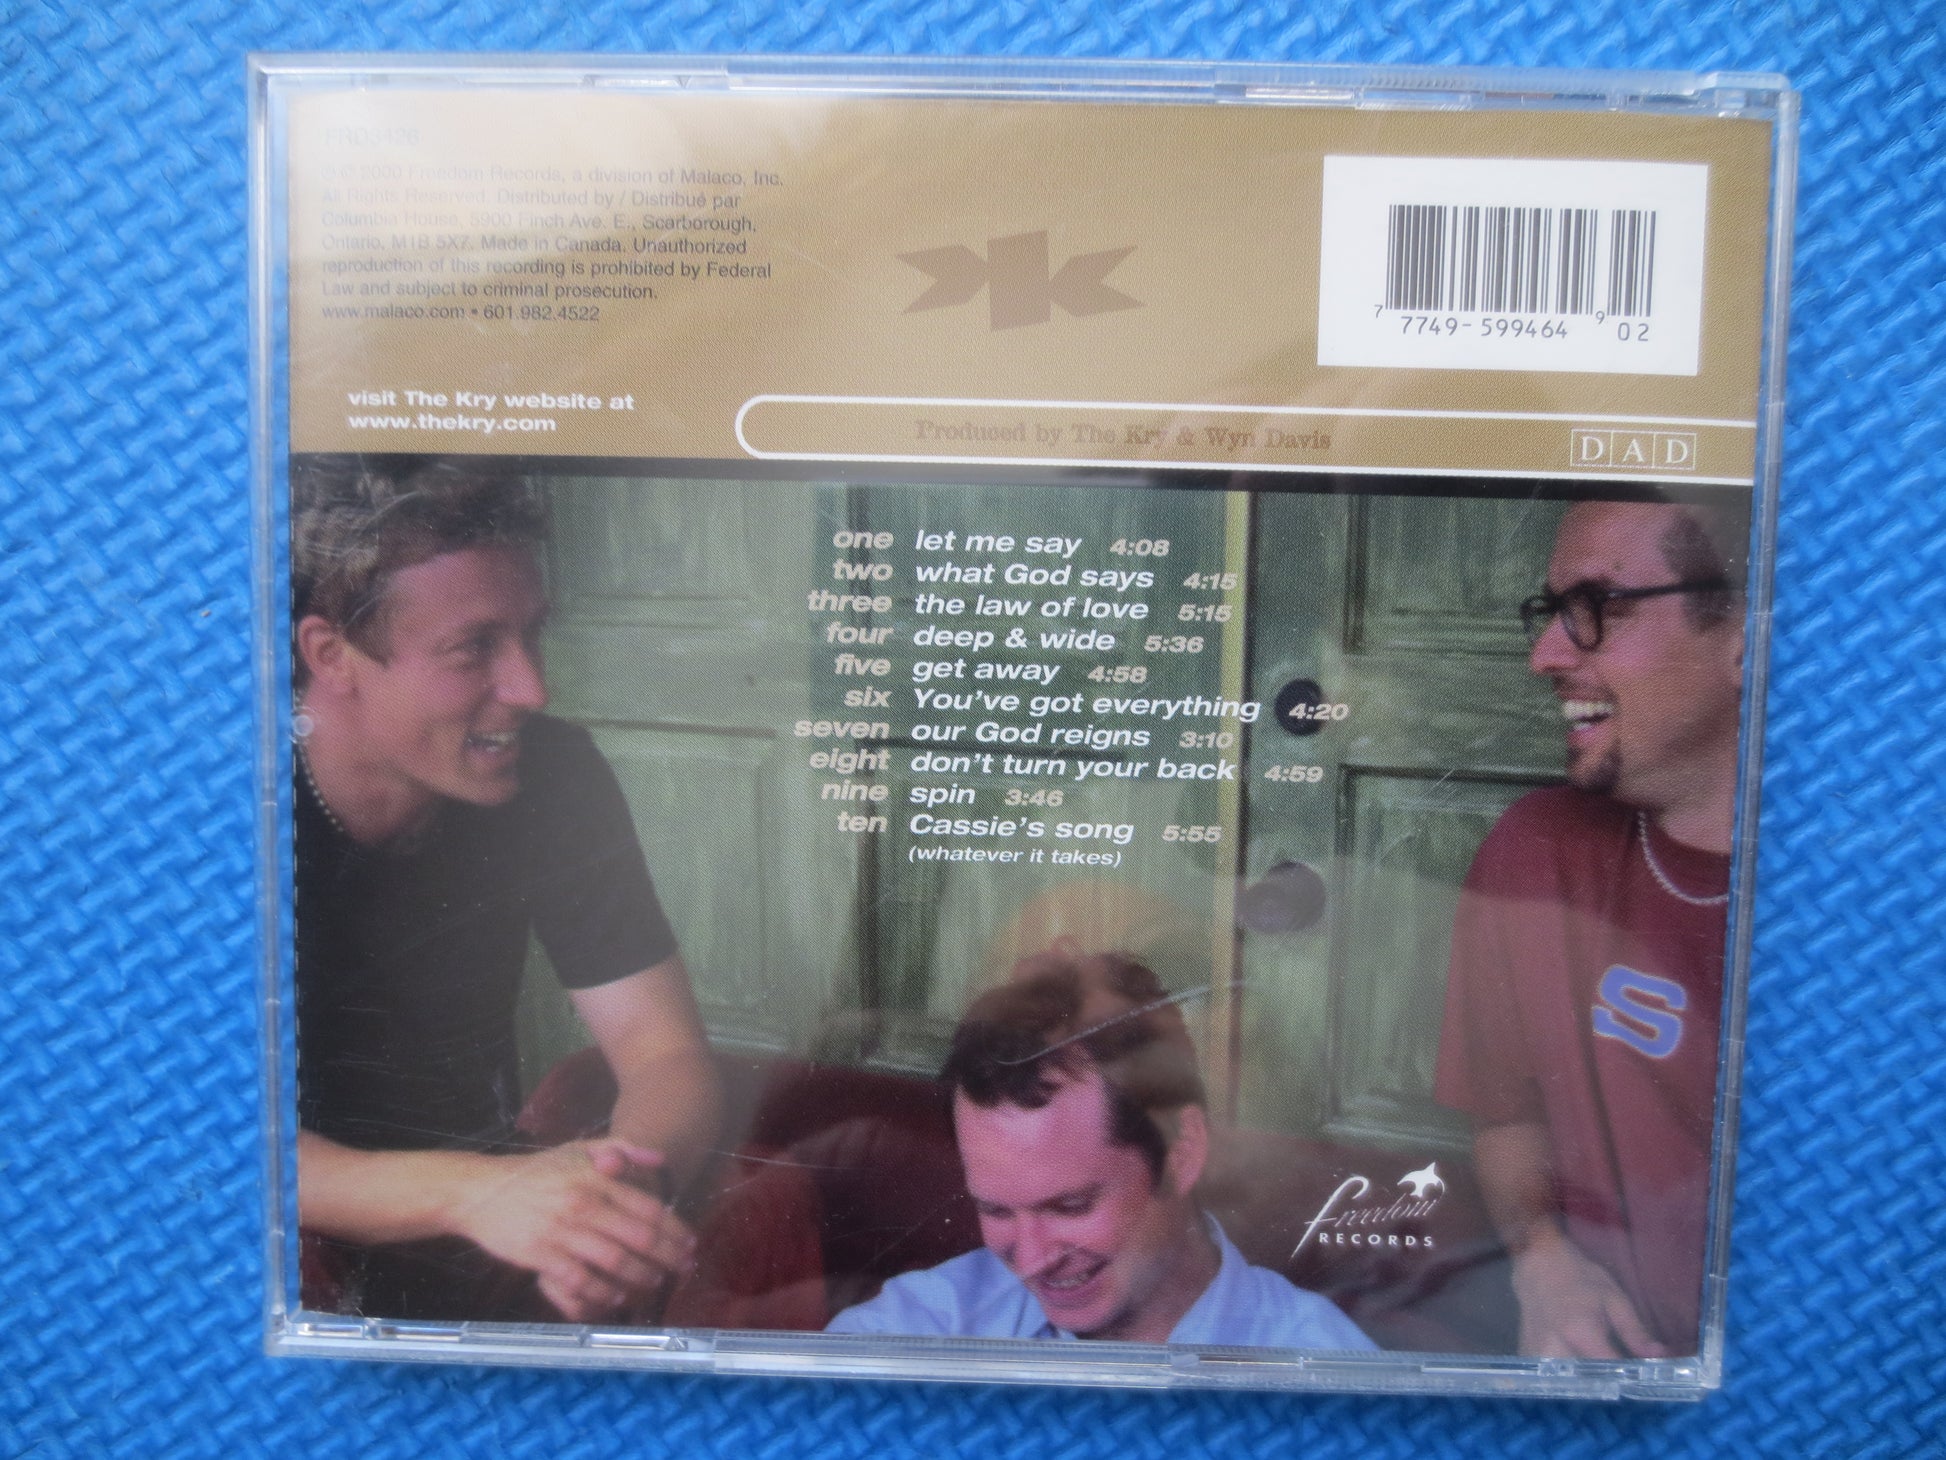 FRD3426
℗ © 2000 Freedom Records, a division of Malaco, Inc.
All Rights Reserved. Distributed by / Distribué par
Columbia House, 5900 Finch Ave. E., Scarborough,
Ontario, M1B 5X7. Made in Canada. Unauthorized
reproduction of this recording is prohibited by Federal
Law and subject to criminal prosecution.
www.malaco.com • 601.982.4522
7 7749-599464 9 02
visit The Kry website at
www.thekry.com
Produced by The Kry & Wyn Davis
DAD
one let me say 4:08
two what God says 4:15
three the law of love 5:15
four deep & wide 5:36
five get away 4:58
six You've got everything 4:20
seven our God reigns 3:10
eight don't turn your back 4:59
nine spin 3:46
ten Cassie's song 5:55
(whatever it takes)
S
Freedom
RECORDS